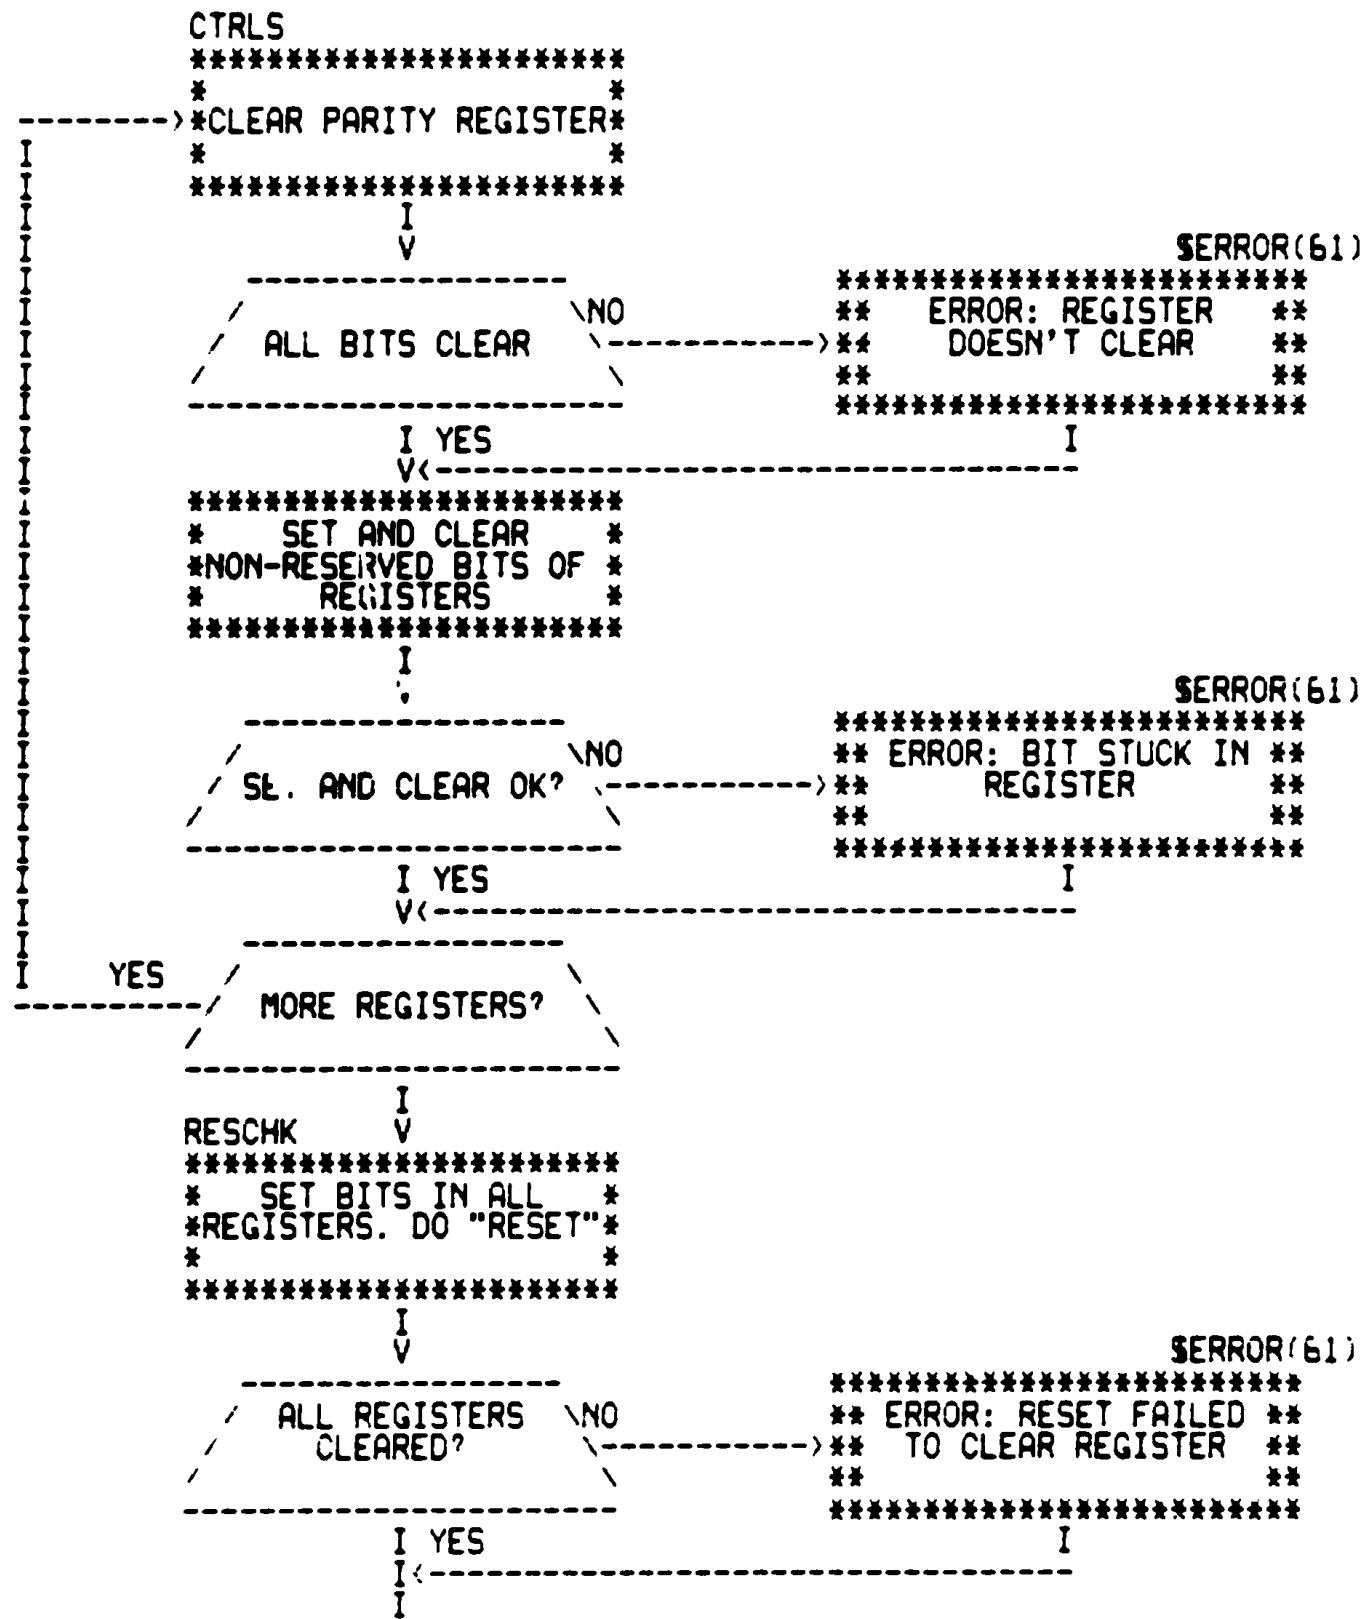 CTRLS
CLEAR PARITY REGISTER
$ERROR(61)
ALL BITS CLEAR
NO
ERROR: REGISTER
DOESN'T CLEAR
YES
SET AND CLEAR
NON-RESERVED BITS OF
REGISTERS
$ERROR(61)
AND CLEAR OK?
NO
ERROR: BIT STUCK IN
REGISTER
YES
YES
MORE REGISTERS?
RESCHK
SET BITS IN ALL
REGISTERS. DO "RESET"
$ERROR(61)
ALL REGISTERS
CLEARED?
NO
ERROR: RESET FAILED
TO CLEAR REGISTER
YES